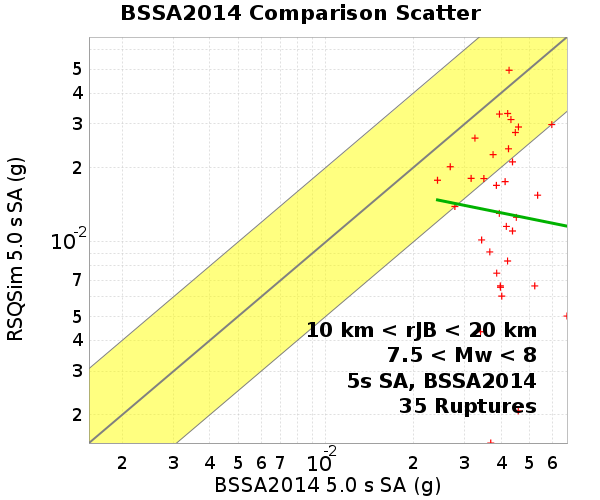 BSSA2014 Comparison Scatter
RSQSim 5.0 s SA (g)
5
4
3
2
10-2
7
5
4
3
2
10 km < rJB < 20 km
7.5 < Mw < 8
5s SA, BSSA2014
35 Ruptures
2 3 4 5 6 7 10-2 2 3 4 5 6
BSSA2014 5.0 s SA (g)